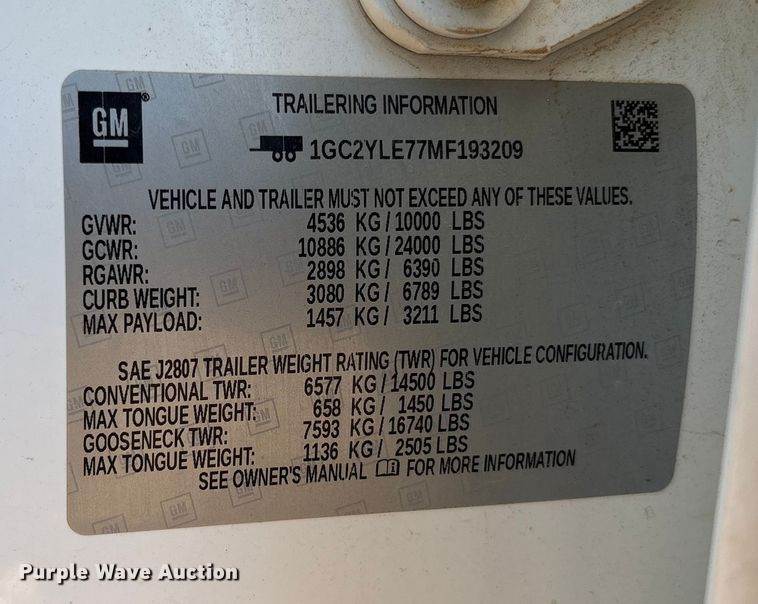 GM ®
TRAILERING INFORMATION
1GC2YLE77MF193209
VEHICLE AND TRAILER MUST NOT EXCEED ANY OF THESE VALUES.
GVWR: 4536 KG / 10000 LBS
GCWR: 10886 KG / 24000 LBS
RGAWR: 2898 KG / 6390 LBS
CURB WEIGHT: 3080 KG / 6789 LBS
MAX PAYLOAD: 1457 KG / 3211 LBS
SAE J2807 TRAILER WEIGHT RATING (TWR) FOR VEHICLE CONFIGURATION.
CONVENTIONAL TWR: 6577 KG / 14500 LBS
MAX TONGUE WEIGHT: 658 KG / 1450 LBS
GOOSENECK TWR: 7593 KG / 16740 LBS
MAX TONGUE WEIGHT: 1136 KG / 2505 LBS
SEE OWNER'S MANUAL FOR MORE INFORMATION
Purple Wave Auction